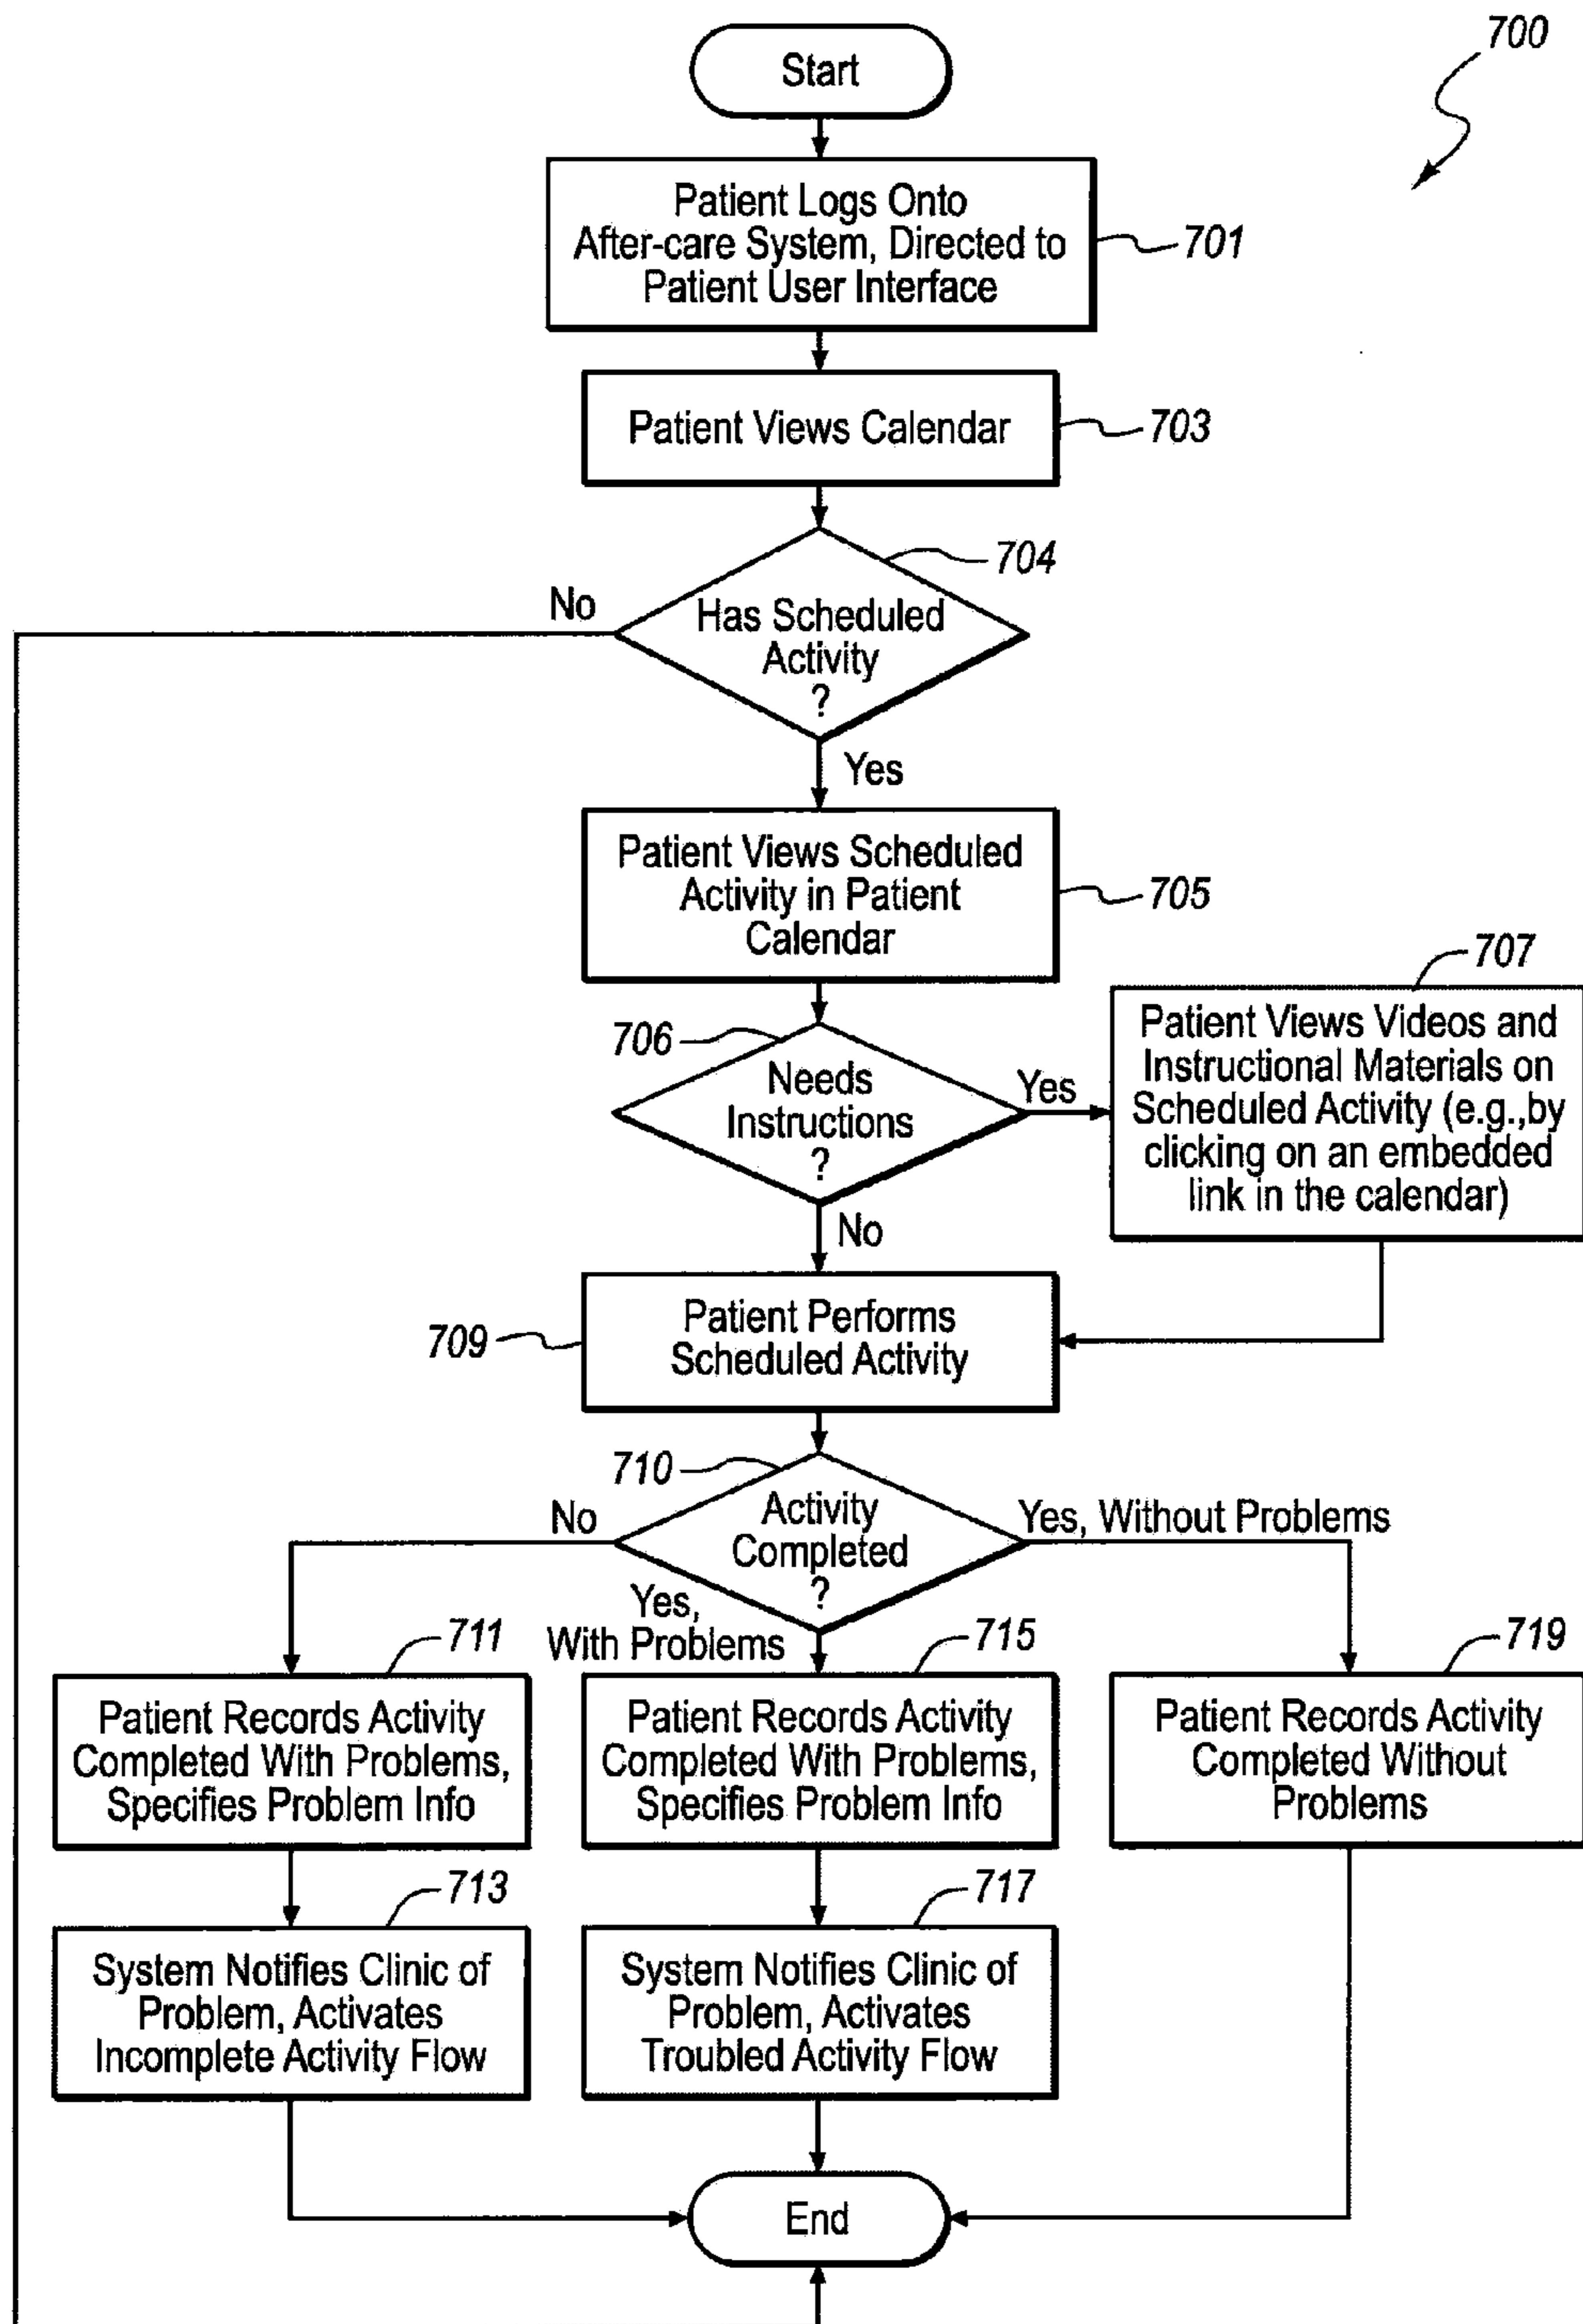 700
Start
Patient Logs Onto
After-care System, Directed to
Patient User Interface
701
Patient Views Calendar
703
704
No
Has Scheduled
Activity
?
Yes
Patient Views Scheduled
Activity in Patient
Calendar
705
707
706
Needs
Instructions
?
Yes
Patient Views Videos and
Instructional Materials on
Scheduled Activity (e.g.,by
clicking on an embedded
link in the calendar)
No
709
Patient Performs
Scheduled Activity
710
No
Activity
Completed
?
Yes, Without Problems
Yes,
With Problems
711
Patient Records Activity
Completed With Problems,
Specifies Problem Info
715
Patient Records Activity
Completed With Problems,
Specifies Problem Info
719
Patient Records Activity
Completed Without
Problems
713
System Notifies Clinic of
Problem, Activates
Incomplete Activity Flow
717
System Notifies Clinic of
Problem, Activates
Troubled Activity Flow
End